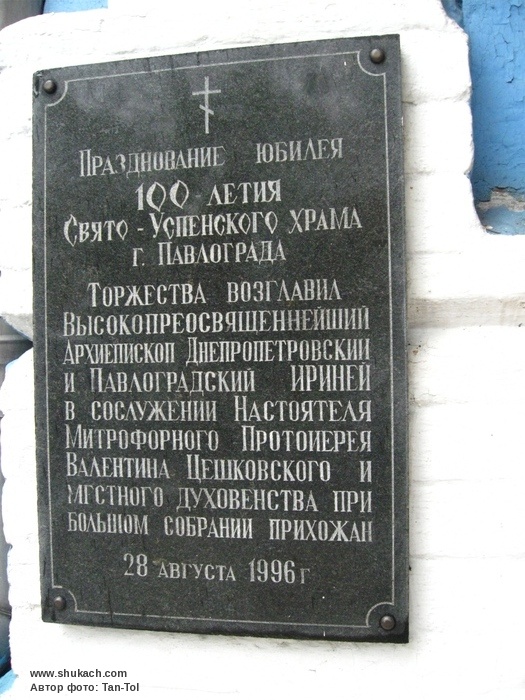 Празднование юбилея
100 летия
Свято - Успенского храма
г. Павлограда
Торжества возглавил
Высокопреосвященнейший
Архиепископ Днепропетровский
и Павлоградский ИРИНЕЙ
в сослужении Настоятеля
Митрофорного Протоиерея
Валентина Цешковского и
местного духовенства при
большом собрании прихожан
28 августа 1996 г
www.shukach.com
Автор фото: Tan-Tol